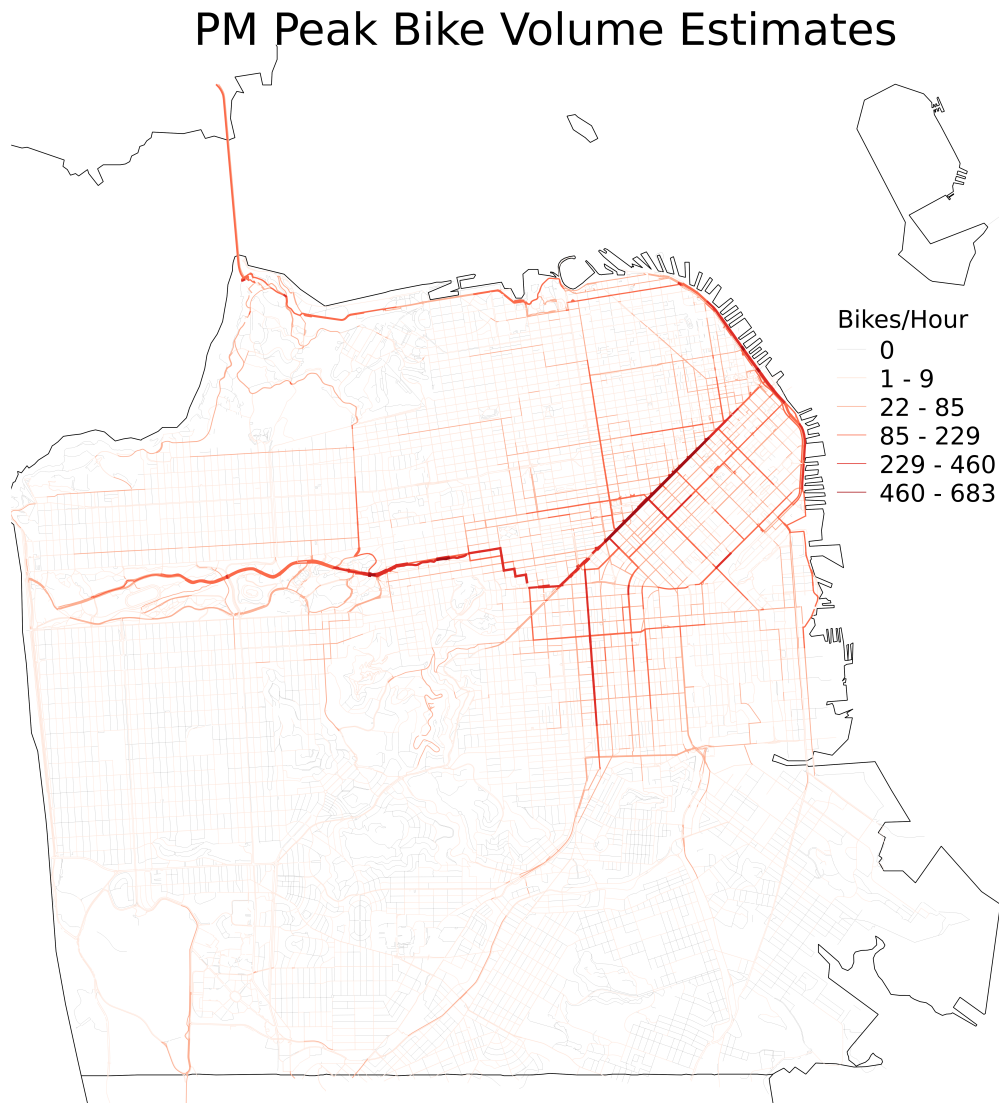 PM Peak Bike Volume Estimates
Bikes/Hour
0
1 - 9
22 - 85
85 - 229
229 - 460
460 - 683